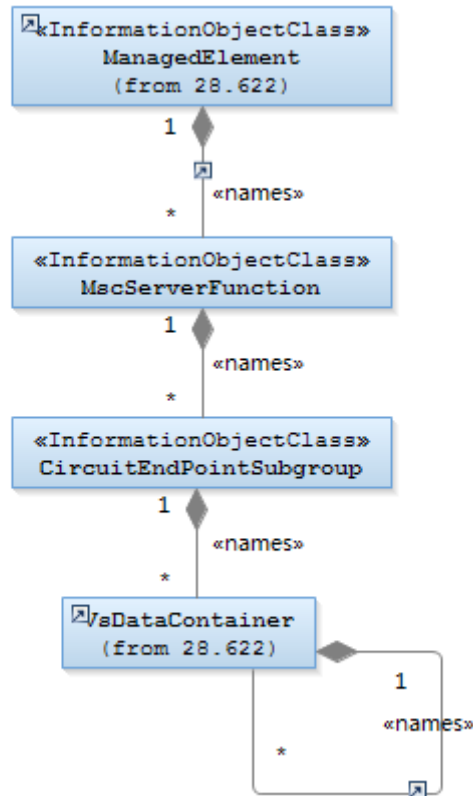 «InformationObjectClass»
ManagedElement
(from 28.622)
1
«names»
*
«InformationObjectClass»
MscServerFunction
1
«names»
*
«InformationObjectClass»
CircuitEndPointSubgroup
1
«names»
*
VsDataContainer
(from 28.622)
1
«names»
*